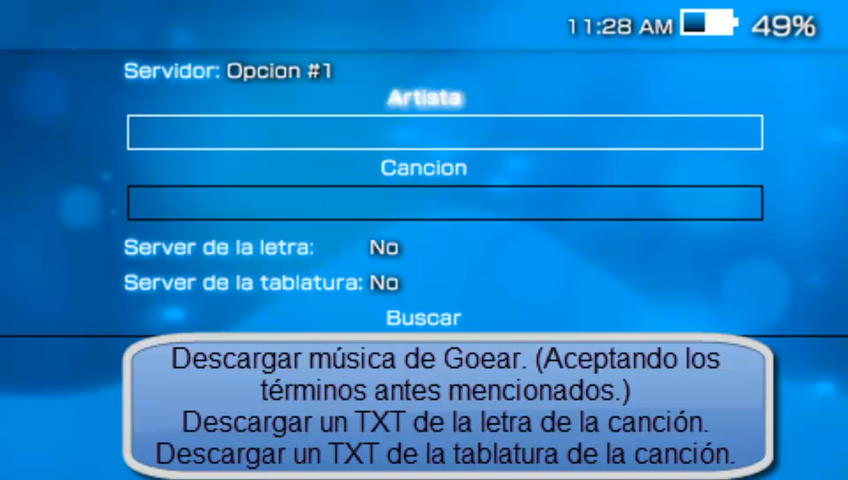 11:28 AM 49%
Servidor: Opcion #1
Artista
Cancion
Server de la letra: No
Server de la tablatura: No
Buscar
Descargar música de Goear. (Aceptando los
términos antes mencionados.)
Descargar un TXT de la letra de la canción.
Descargar un TXT de la tablatura de la canción.